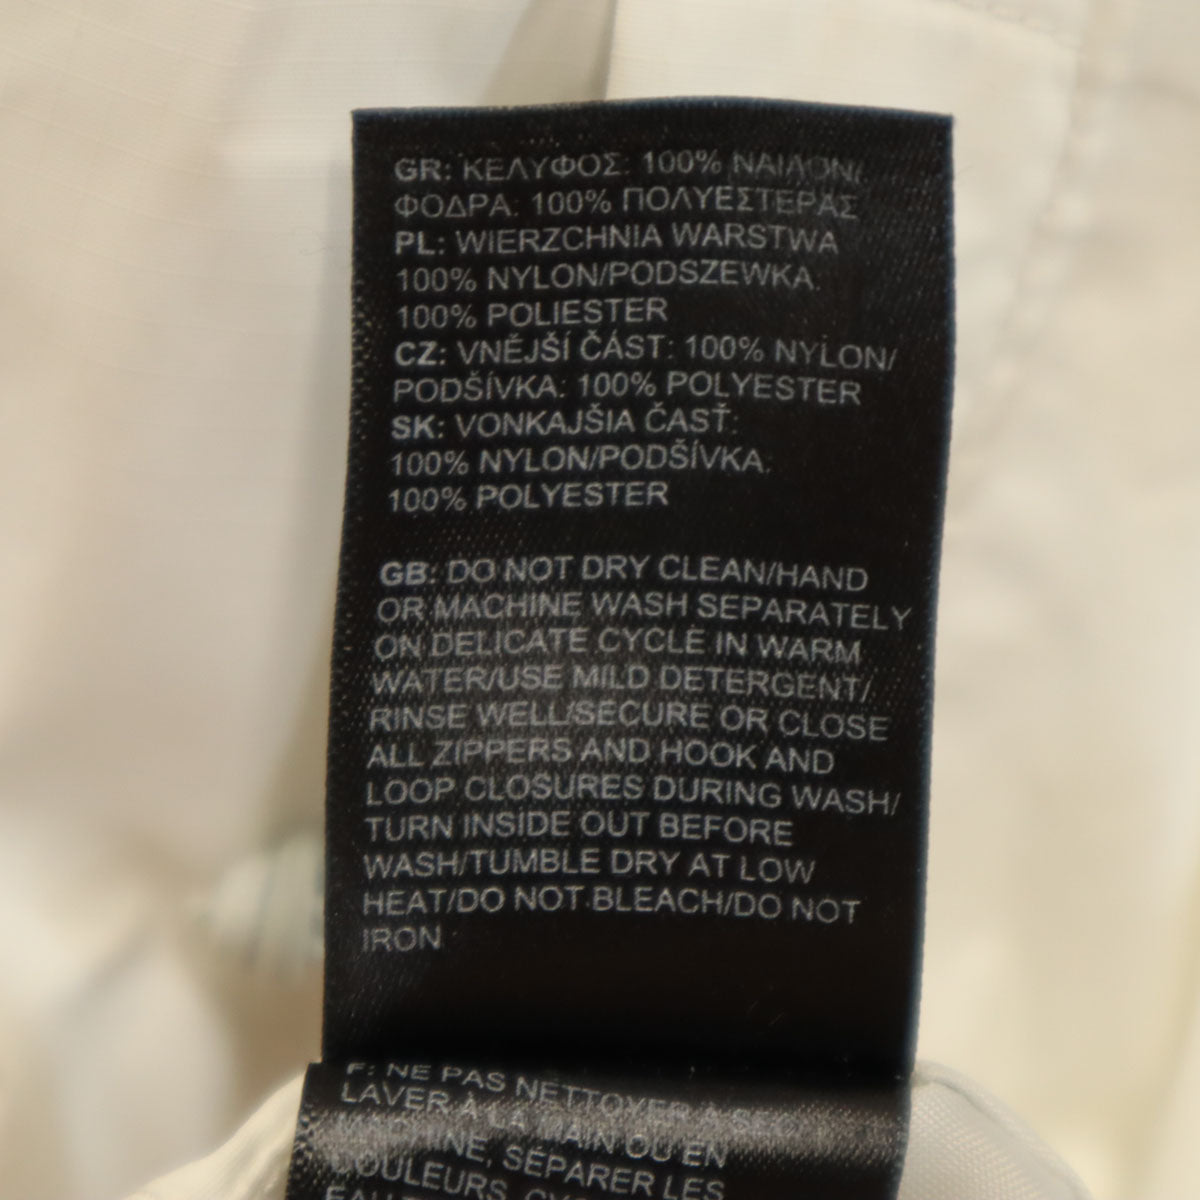 GR: ΚΕΛΥΦΟΣ: 100% ΝΑΙΛΟΝ/
ΦΟΔΡΑ: 100% ΠΟΛΥΕΣΤΕΡΑΣ
PL: WIERZCHNIA WARSTWA
100% NYLON/PODSZEWKA:
100% POLIESTER
CZ: VNĚJŠÍ ČÁST: 100% NYLON/
PODŠÍVKA: 100% POLYESTER
SK: VONKAJŠIA ČASŤ:
100% NYLON/PODŠÍVKA:
100% POLYESTER
GB: DO NOT DRY CLEAN/HAND
OR MACHINE WASH SEPARATELY
ON DELICATE CYCLE IN WARM
WATER/USE MILD DETERGENT/
RINSE WELL/SECURE OR CLOSE
ALL ZIPPERS AND HOOK AND
LOOP CLOSURES DURING WASH/
TURN INSIDE OUT BEFORE
WASH/TUMBLE DRY AT LOW
HEAT/DO NOT BLEACH/DO NOT
IRON
F: NE PAS NETTOYER À SEC
LAVER À LA MAIN OU EN
MACHINE, SÉPARER LES
COULEURS,